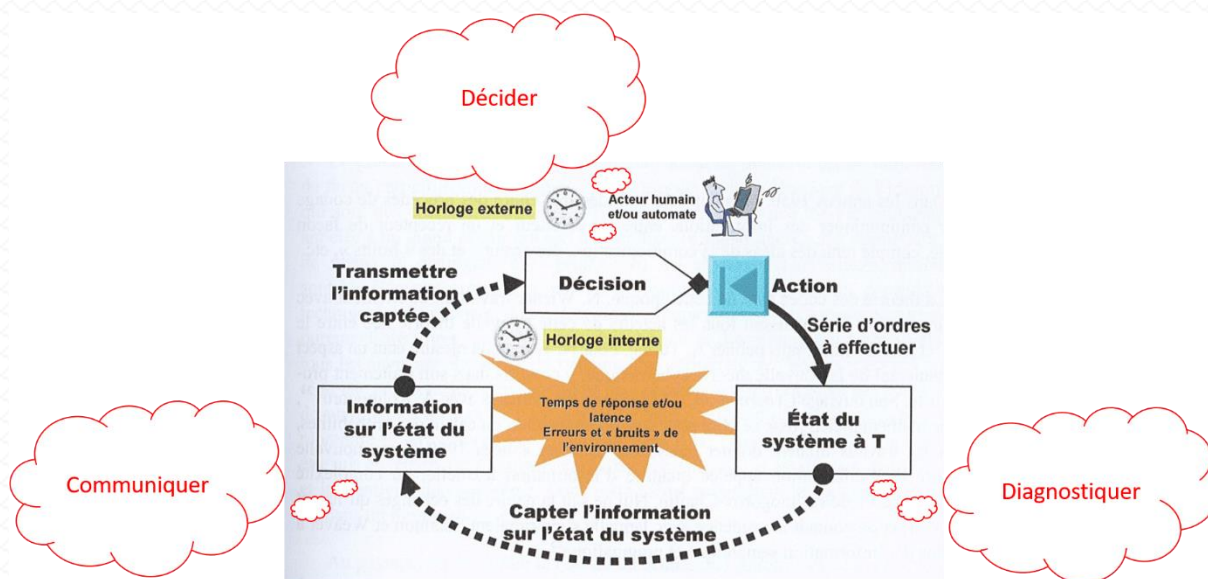 Décider
Horloge externe
Acteur humain
et/ou automate
Transmettre
l'information
captée
Décision
Action
Série d'ordres
à effectuer
Horloge interne
Temps de réponse et/ou
latence
Erreurs et « bruits » de
l'environnement
Information
sur l'état du
système
État du
système à T
Communiquer
Diagnostiquer
Capter l'information
sur l'état du système